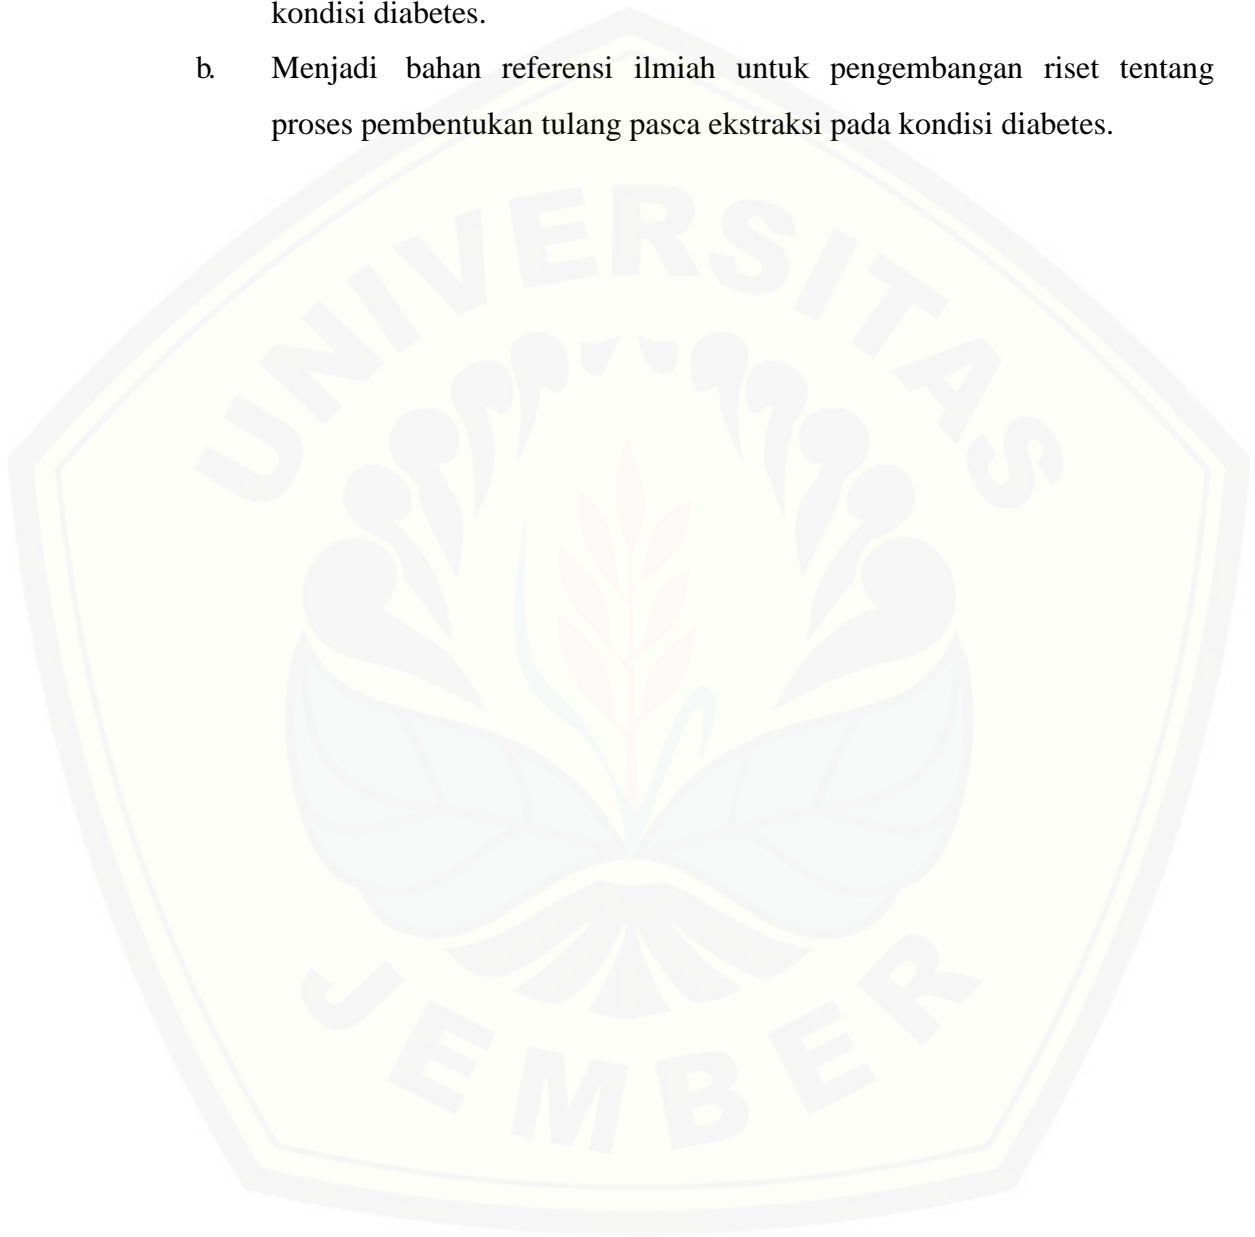 kondisi diabetes.
b. Menjadi bahan referensi ilmiah untuk pengembangan riset tentang
proses pembentukan tulang pasca ekstraksi pada kondisi diabetes.
UNIVERSITAS
JEMBER